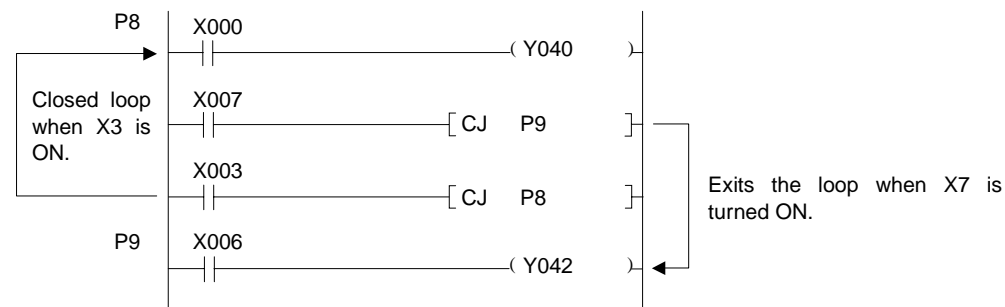 P8
X000
( Y040 )
Closed loop
when X3 is
ON.
X007
[ CJ P9 ]
X003
[ CJ P8 ]
Exits the loop when X7 is
turned ON.
P9
X006
( Y042 )